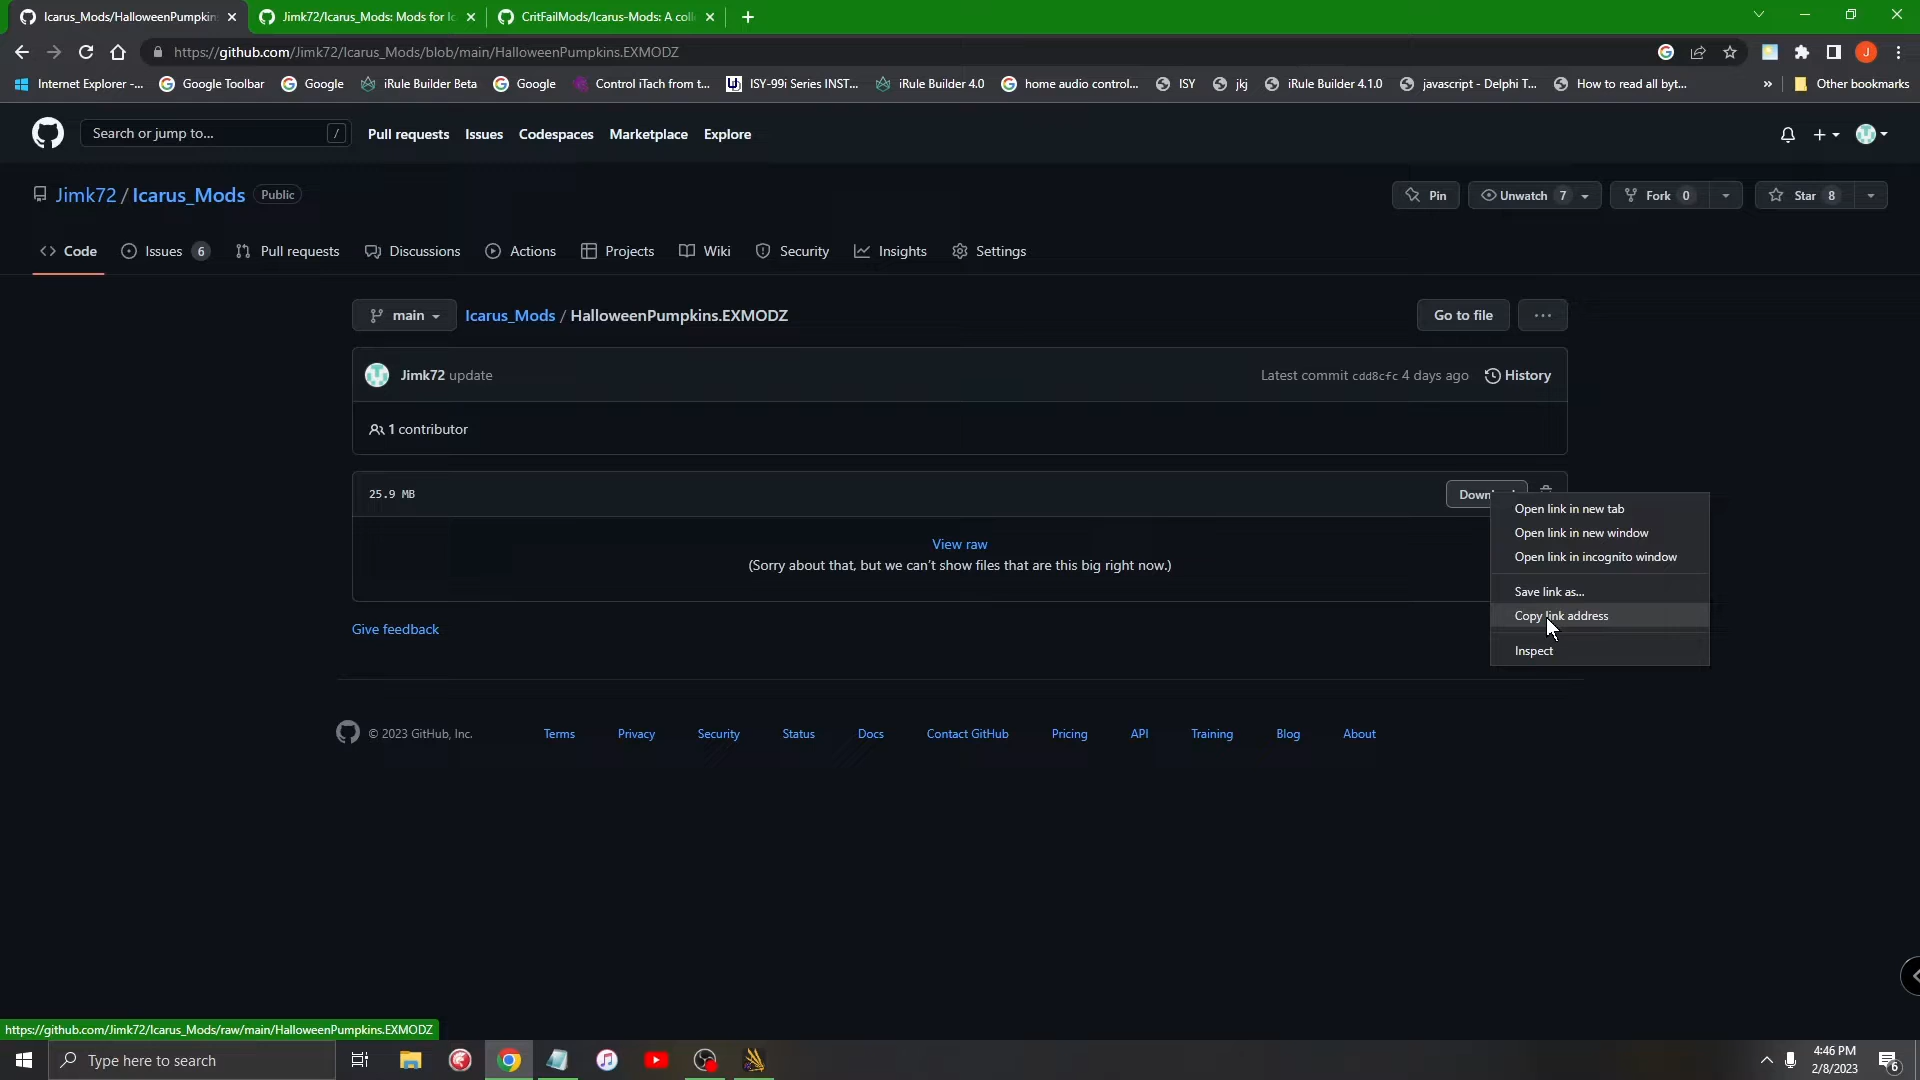 Icarus_Mods/HalloweenPumpkin
Jimk72/Icarus_Mods: Mods for Ic
CritFailMods/Icarus-Mods: A coll
https://github.com/Jimk72/Icarus_Mods/blob/main/HalloweenPumpkins.EXMODZ
J
Internet Explorer -...
Google Toolbar
Google
iRule Builder Beta
Google
Control iTach from t...
ISY-99i Series INST...
iRule Builder 4.0
home audio control...
ISY
jkj
iRule Builder 4.1.0
javascript - Delphi T...
How to read all byt...
»
Other bookmarks
Search or jump to...
/
Pull requests
Issues
Codespaces
Marketplace
Explore
Jimk72 / Icarus_Mods
Public
Pin
Unwatch 7
Fork 0
Star 8
Code
Issues 6
Pull requests
Discussions
Actions
Projects
Wiki
Security
Insights
Settings
main
Icarus_Mods / HalloweenPumpkins.EXMODZ
Go to file
Jimk72 update
Latest commit cdd8cfc 4 days ago
History
1 contributor
25.9 MB
Open link in new tab
Open link in new window
View raw
Open link in incognito window
(Sorry about that, but we can't show files that are this big right now.)
Save link as...
Copy link address
Give feedback
Inspect
© 2023 GitHub, Inc.
Terms
Privacy
Security
Status
Docs
Contact GitHub
Pricing
API
Training
Blog
About
https://github.com/Jimk72/Icarus_Mods/raw/main/HalloweenPumpkins.EXMODZ
Type here to search
4:46 PM
2/8/2023
6